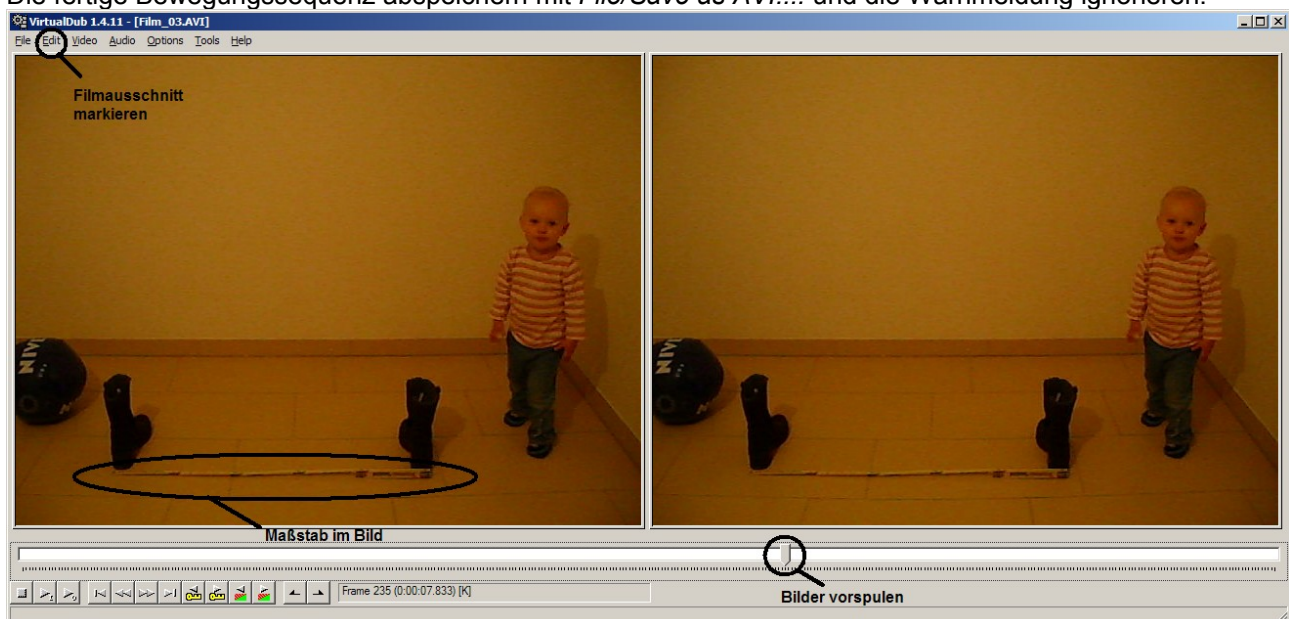 Die fertige Bewegungssequenz abspeichern mit File/Save as AVI.... und die Warnmeldung ignorieren.
VirtualDub 1.4.11 - [Film_03.AVI]
File Edit Video Audio Options Tools Help
Filmausschnitt
markieren
NIV
NIV
Maßstab im Bild
Frame 235 (0:00:07.833) [K]
Bilder vorspulen